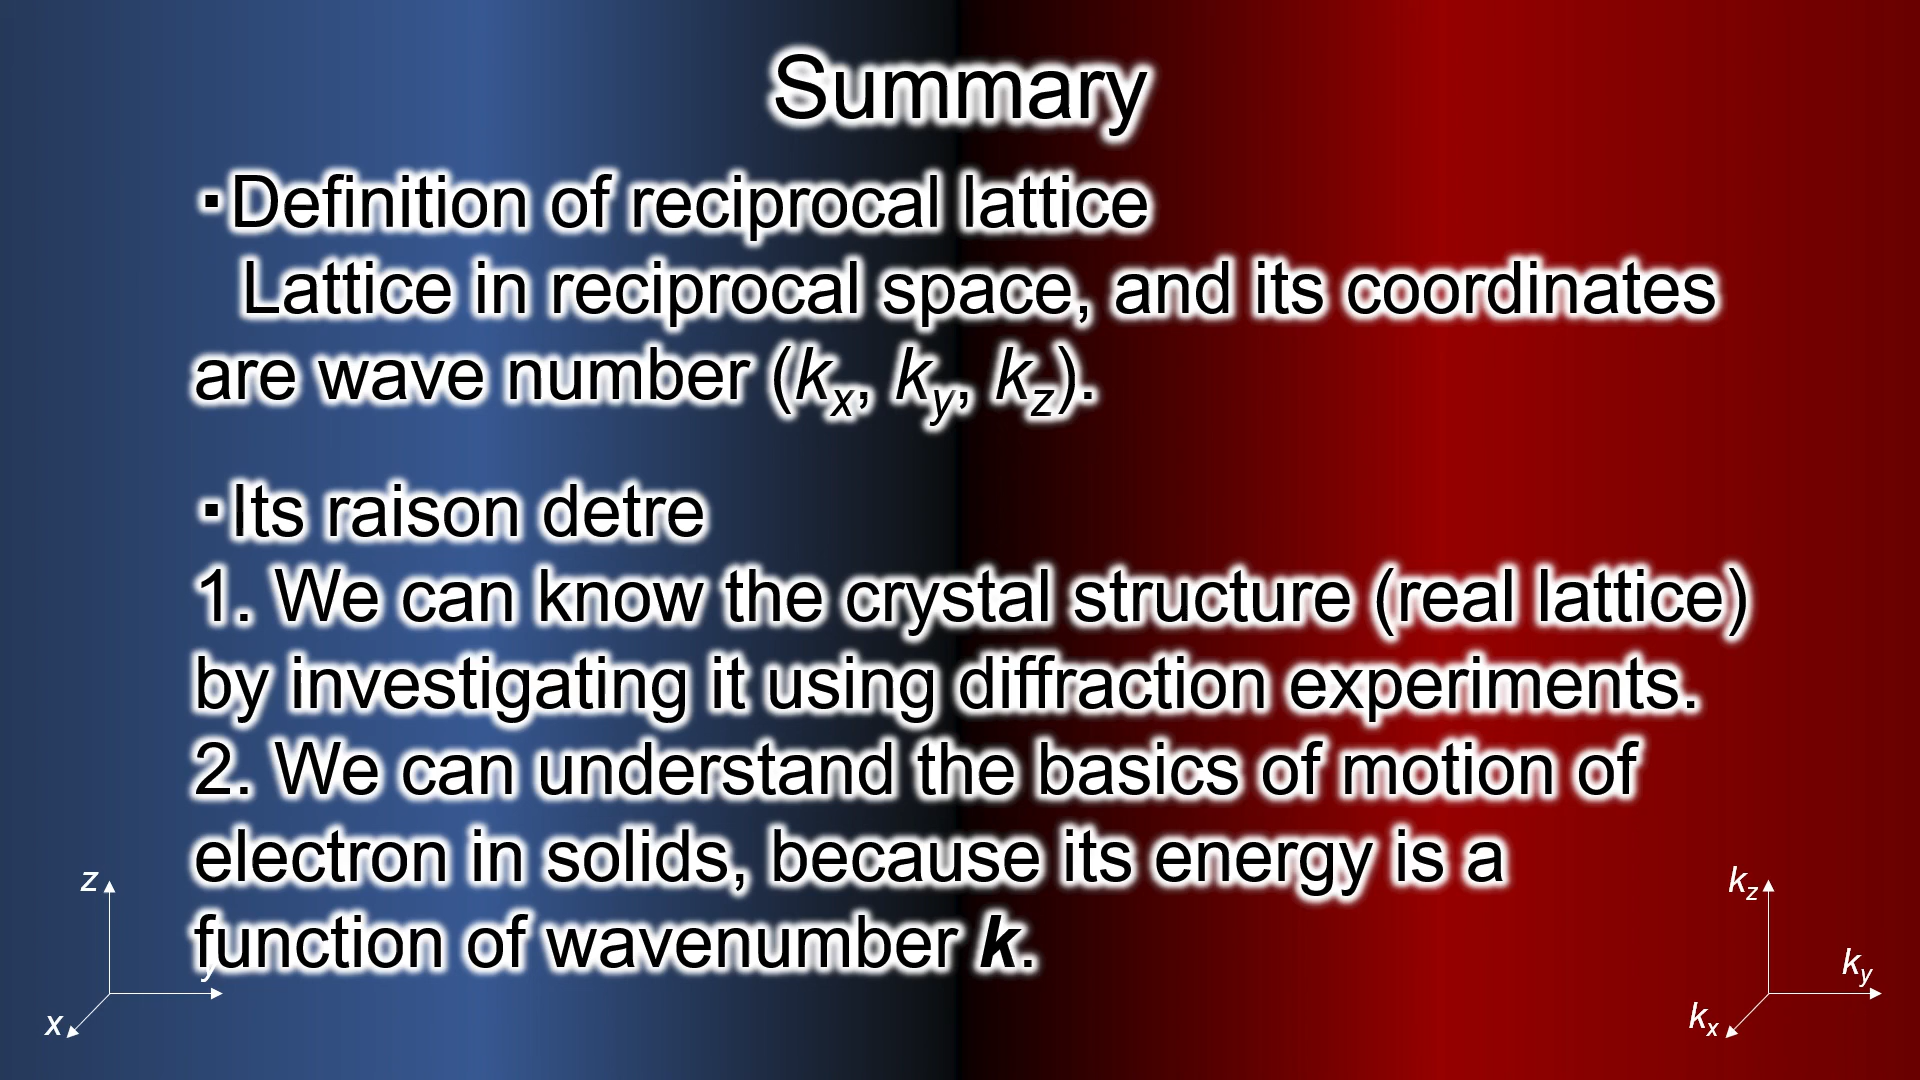 Summary
・Definition of reciprocal lattice
Lattice in reciprocal space, and its coordinates
are wave number (kx, ky, kz).
・Its raison detre
1. We can know the crystal structure (real lattice)
by investigating it using diffraction experiments.
2. We can understand the basics of motion of
electron in solids, because its energy is a
function of wavenumber k.
z
y
x
kz
ky
kx